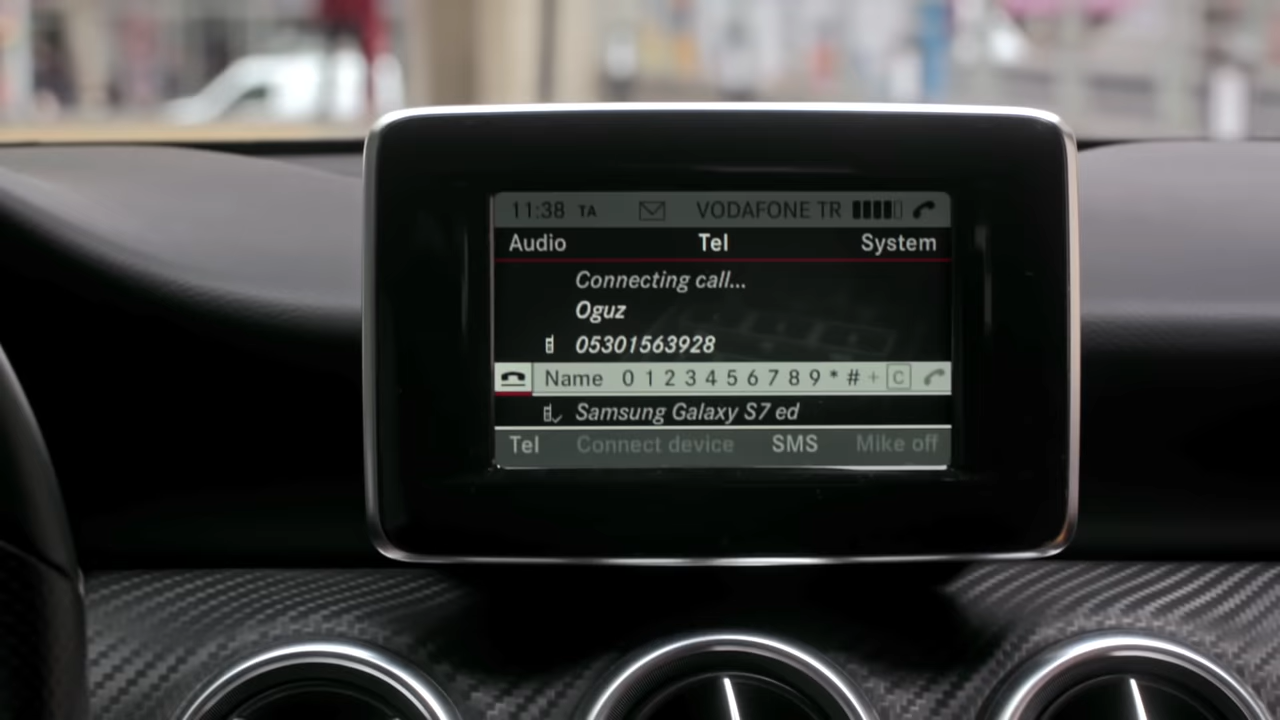 11:38 TA VODAFONE TR
Audio Tel System
Connecting call...
Oguz
05301563928
Name 0 1 2 3 4 5 6 7 8 9 * # + C
Samsung Galaxy S7 ed
Tel Connect device SMS Mike off